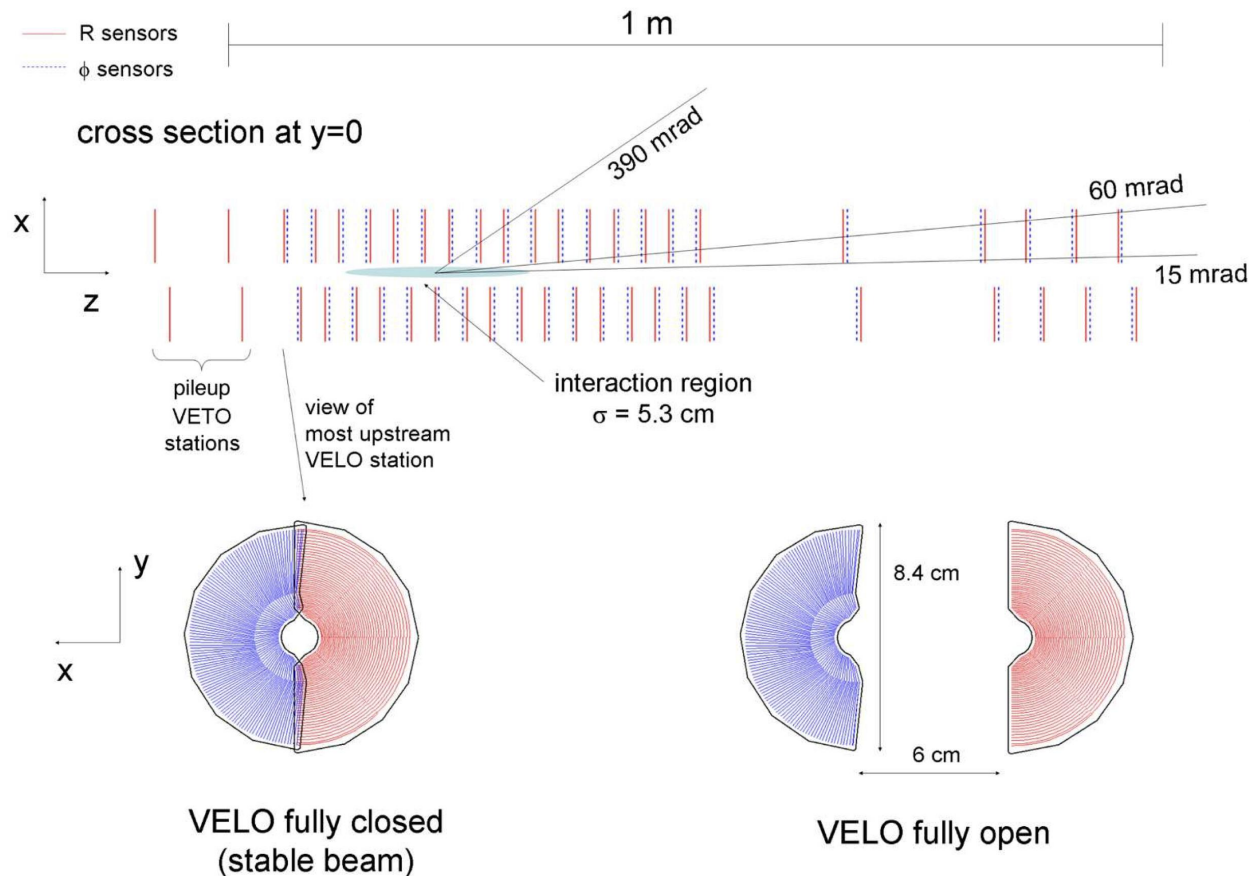 R sensors
ϕ sensors
1 m
cross section at y=0
390 mrad
60 mrad
15 mrad
x
z
pileup
VETO
stations
view of
most upstream
VELO station
interaction region
σ = 5.3 cm
y
x
8.4 cm
6 cm
VELO fully closed
(stable beam)
VELO fully open